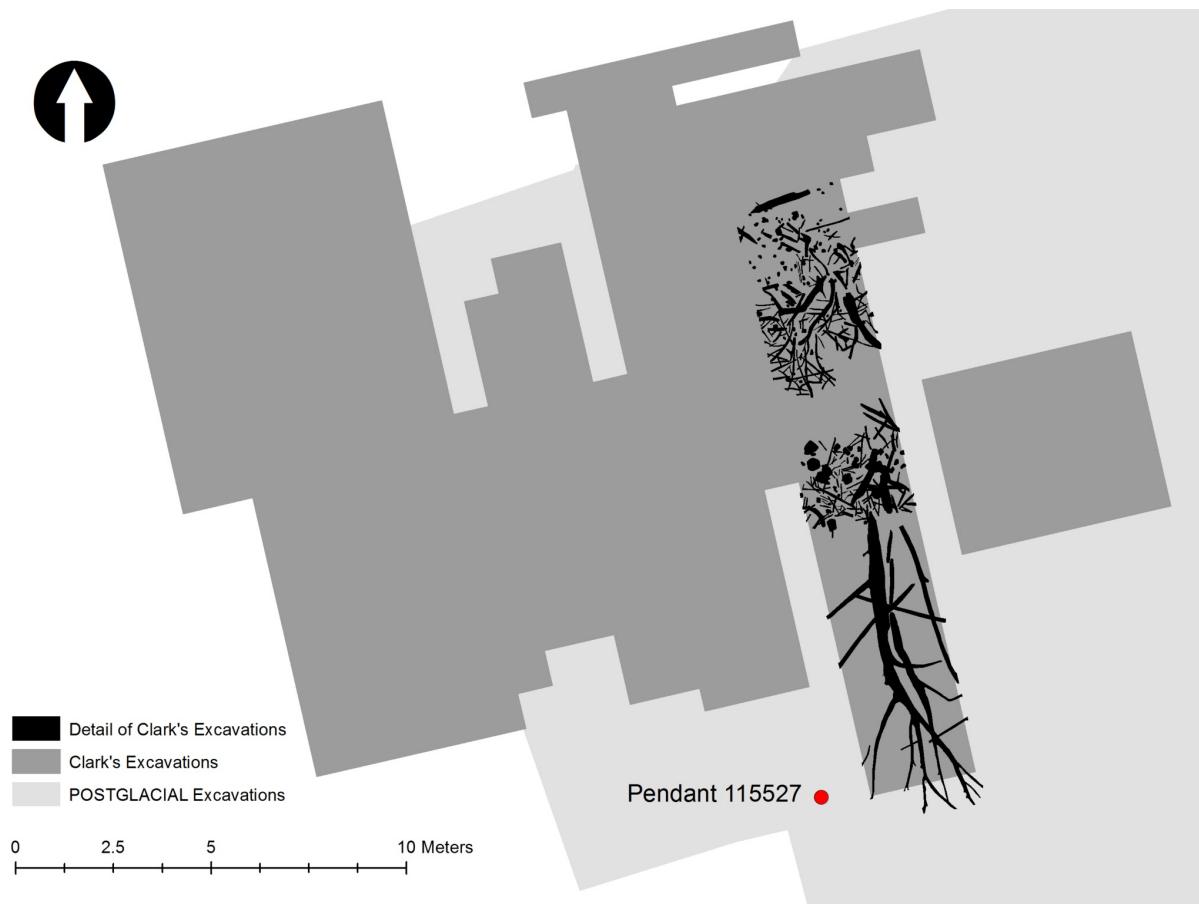 Detail of Clark's Excavations
Clark's Excavations
POSTGLACIAL Excavations
Pendant 115527
0 2.5 5 10 Meters